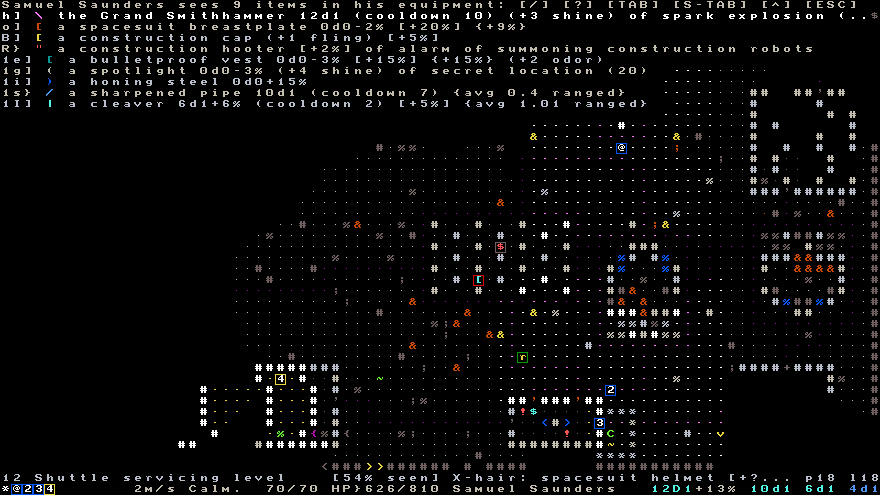 Samuel Saunders sees 9 items in his equipment: [/] [?] [TAB] [S-TAB] [^] [ESC]
h] \ the Grand Smithhammer 12d1 (cooldown 10) (+3 shine) of spark explosion (..$
o] [ a spacesuit breastplate 0d0-2% [+20%] {+9%}
B] [ a construction cap (+1 fling) [+5%]
R} " a construction hooter [+2%] of alarm of summoning construction robots
1e] [ a bulletproof vest 0d0-3% [+15%] {+15%} (+2 odor)
1g] ( a spotlight 0d0-3% (+4 shine) of secret location (20)
1i] ) a honing steel 0d0+15%
1s} / a sharpened pipe 10d1 (cooldown 7) {avg 0.4 ranged}
1I] | a cleaver 6d1+6% (cooldown 2) [+5%] {avg 1.01 ranged}
12 Shuttle servicing level [54% seen] X-hair: spacesuit helmet [+?... p18 l18
*@234 2m/s Calm. 70/70 HP}626/810 Samuel Saunders 12D1+13% 10d1 6d1 4d1